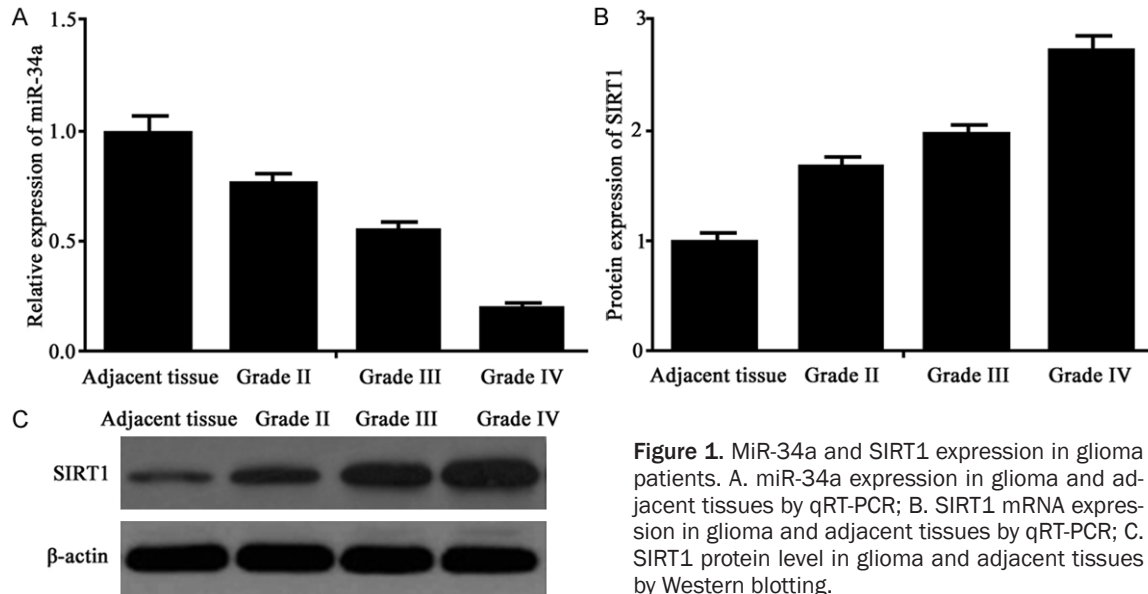 A
1.5
1.0
0.5
0.0
Relative expression of miR-34a
Adjacent tissue Grade II Grade III Grade IV
B
3
2
1
0
Protein expression of SIRT1
Adjacent tissue Grade II Grade III Grade IV
C
Adjacent tissue Grade II Grade III Grade IV
SIRT1
β-actin
Figure 1. MiR-34a and SIRT1 expression in glioma
patients. A. miR-34a expression in glioma and ad-
jacent tissues by qRT-PCR; B. SIRT1 mRNA expres-
sion in glioma and adjacent tissues by qRT-PCR; C.
SIRT1 protein level in glioma and adjacent tissues
by Western blotting.